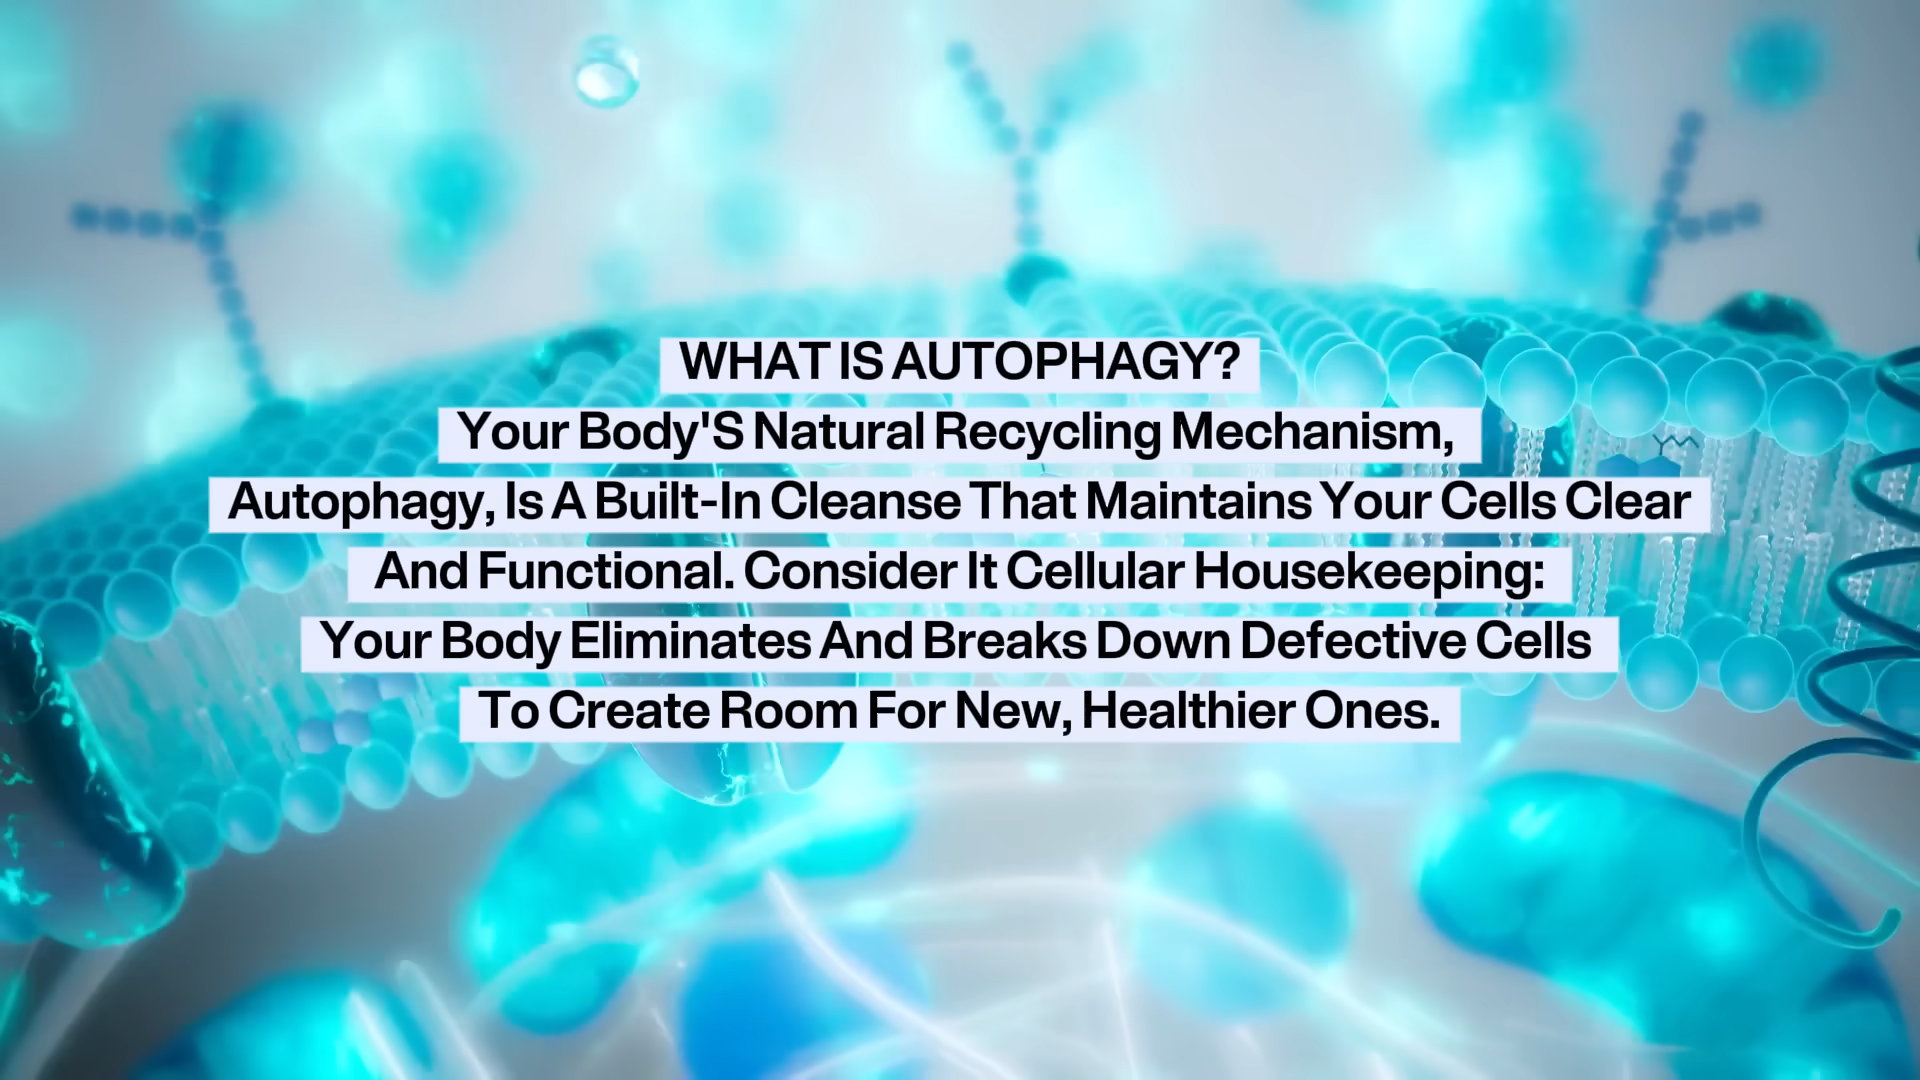 WHAT IS AUTOPHAGY?
Your Body'S Natural Recycling Mechanism,
Autophagy, Is A Built-In Cleanse That Maintains Your Cells Clear
And Functional. Consider It Cellular Housekeeping:
Your Body Eliminates And Breaks Down Defective Cells
To Create Room For New, Healthier Ones.